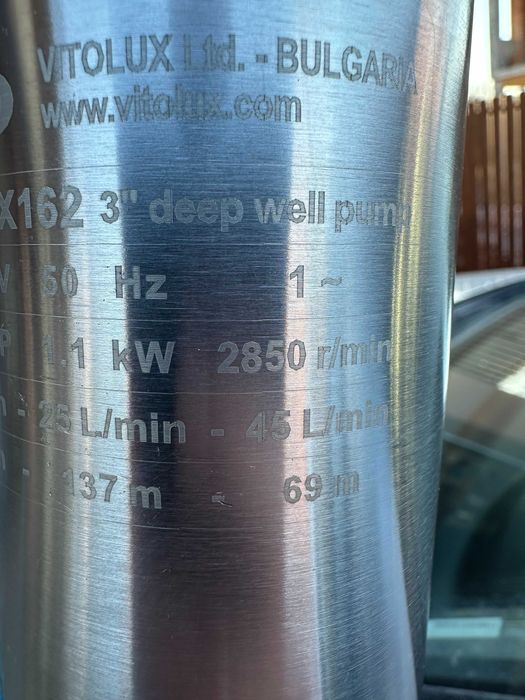 VITOLUX Ltd. - BULGARIA
www.vitolux.com
X162 3" deep well pump
V 50 Hz 1 ~
P 1.1 kW 2850 r/min
- 25 L/min - 45 L/min
- 137 m - 69 m